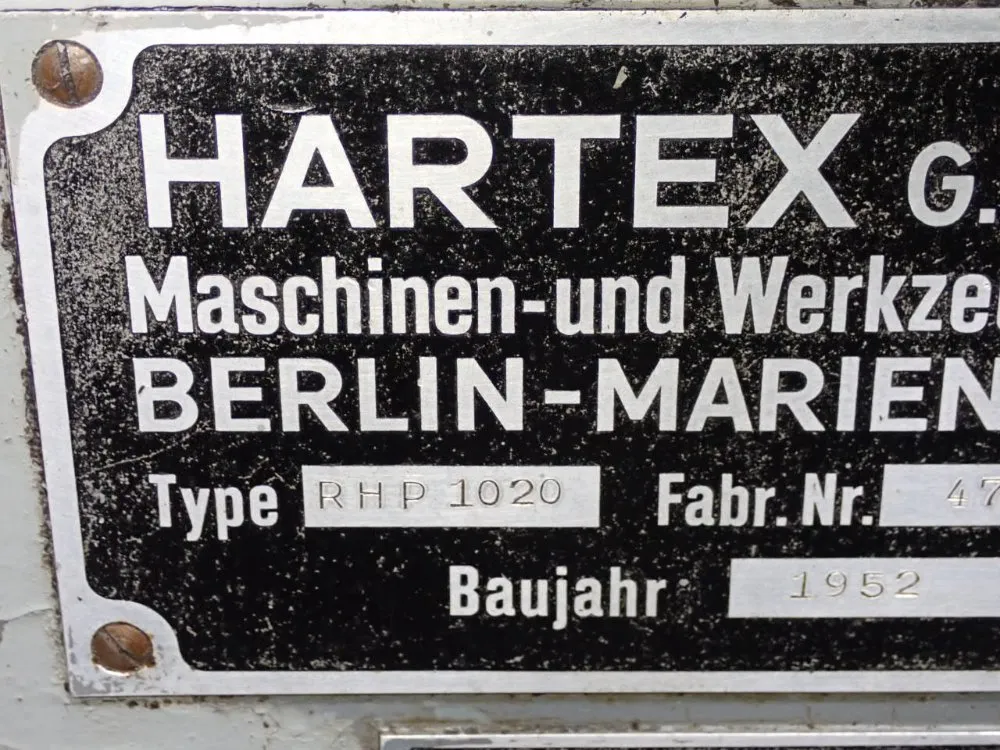 HARTEX G.
Maschinen-und Werkze
BERLIN-MARIEN
Type RHP 1020 Fabr. Nr. 47
Baujahr 1952